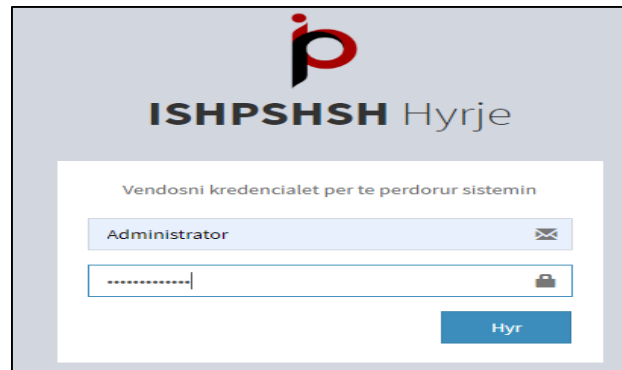 ISHPSHSH Hyrje
Vendosni kredencialet per te perdorur sistemin
Administrator
•••••••••••••
Hyr